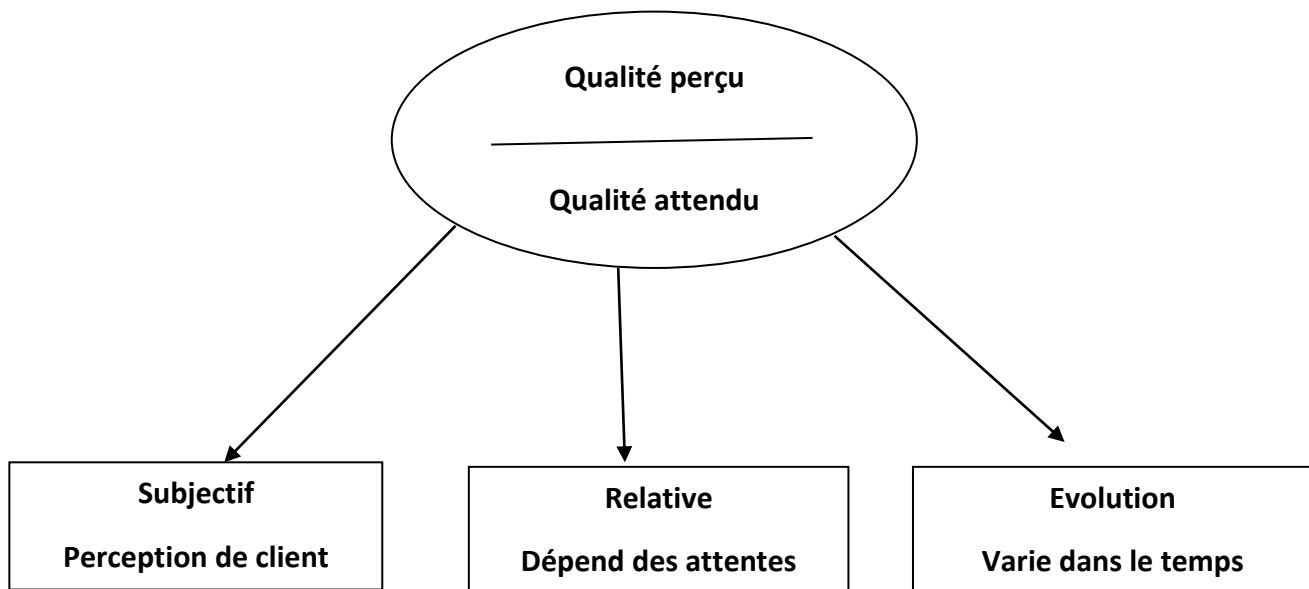 Qualité perçu
Qualité attendu
Subjectif
Perception de client
Relative
Dépend des attentes
Evolution
Varie dans le temps